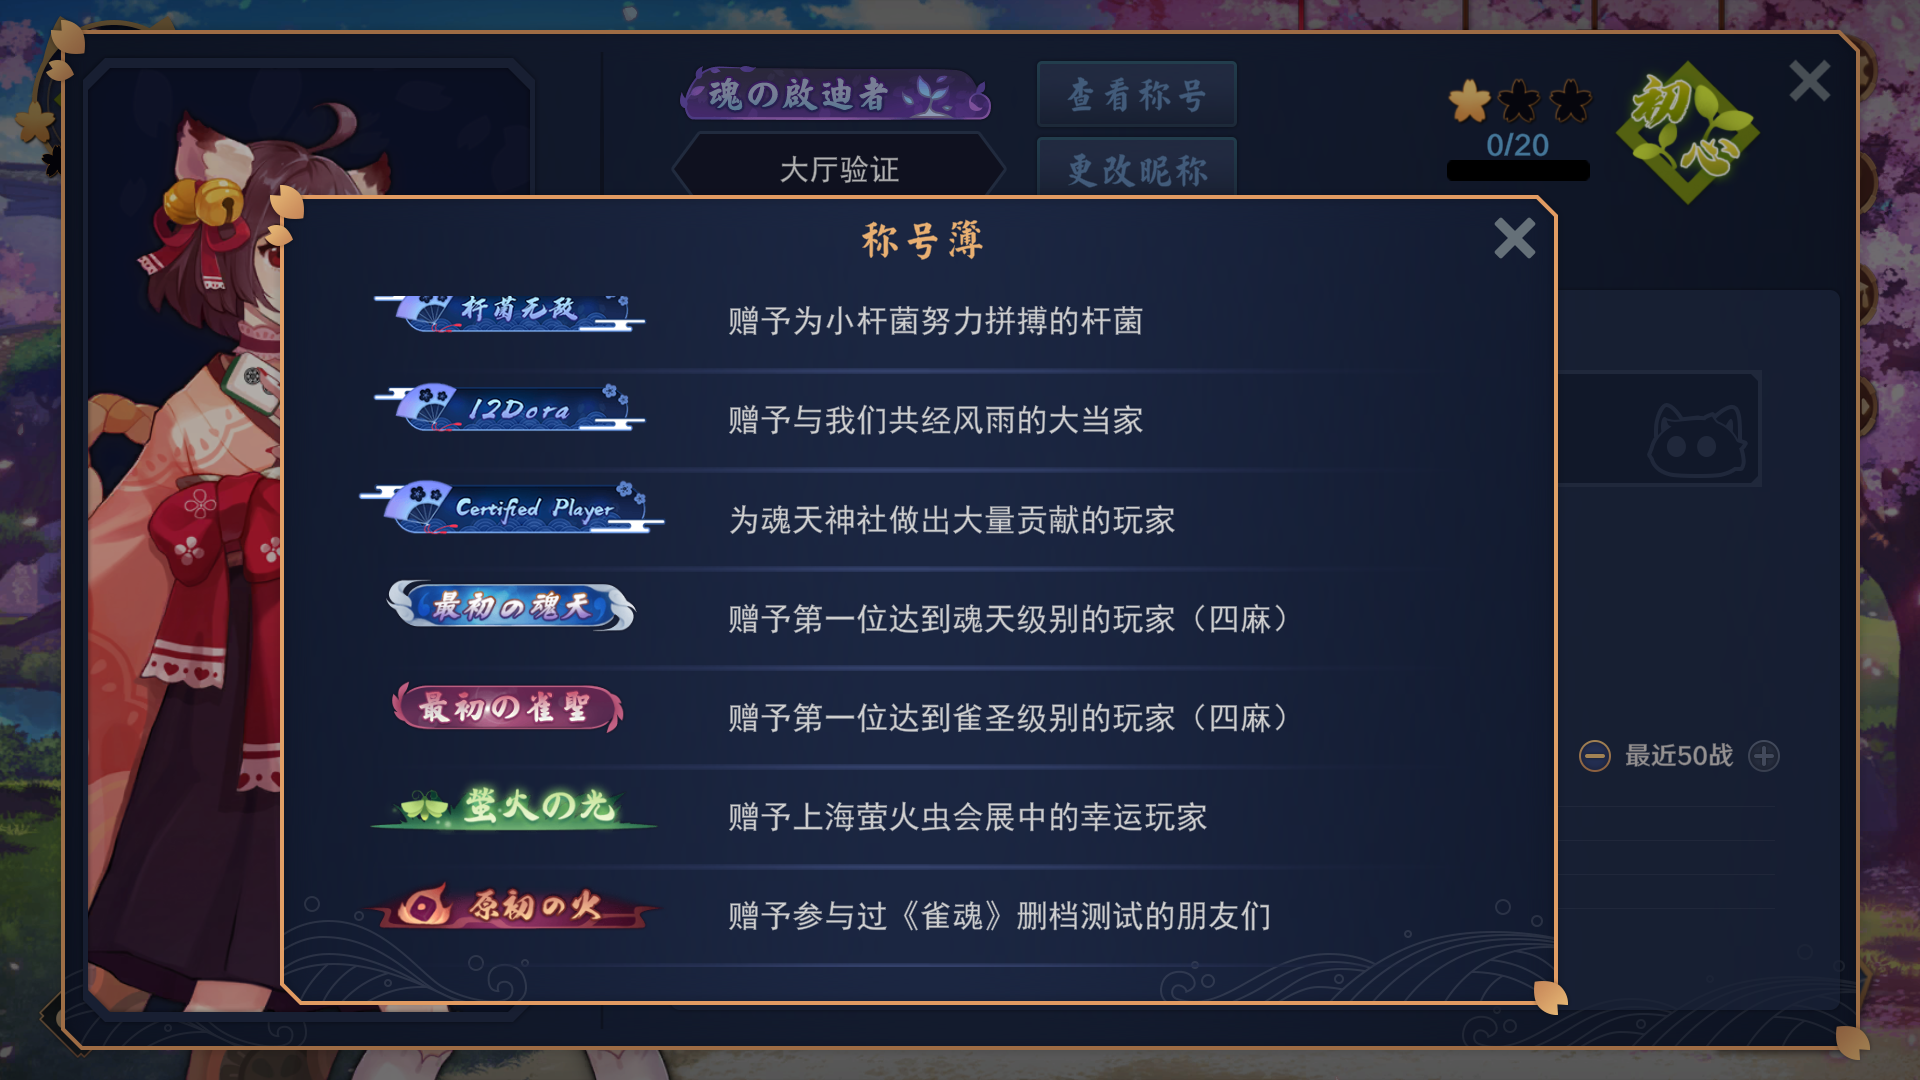 魂の啟迪者
查看称号
大厅验证
更改昵称
0/20
初心
称号簿
杆菌无敌
赠予为小杆菌努力拼搏的杆菌
12Dora
赠予与我们共经风雨的大当家
Certified Player
为魂天神社做出大量贡献的玩家
最初の魂天
赠予第一位达到魂天级别的玩家（四麻）
最初の雀聖
赠予第一位达到雀圣级别的玩家（四麻）
最近50战
螢火の光
赠予上海萤火虫会展中的幸运玩家
原初の火
赠予参与过《雀魂》删档测试的朋友们